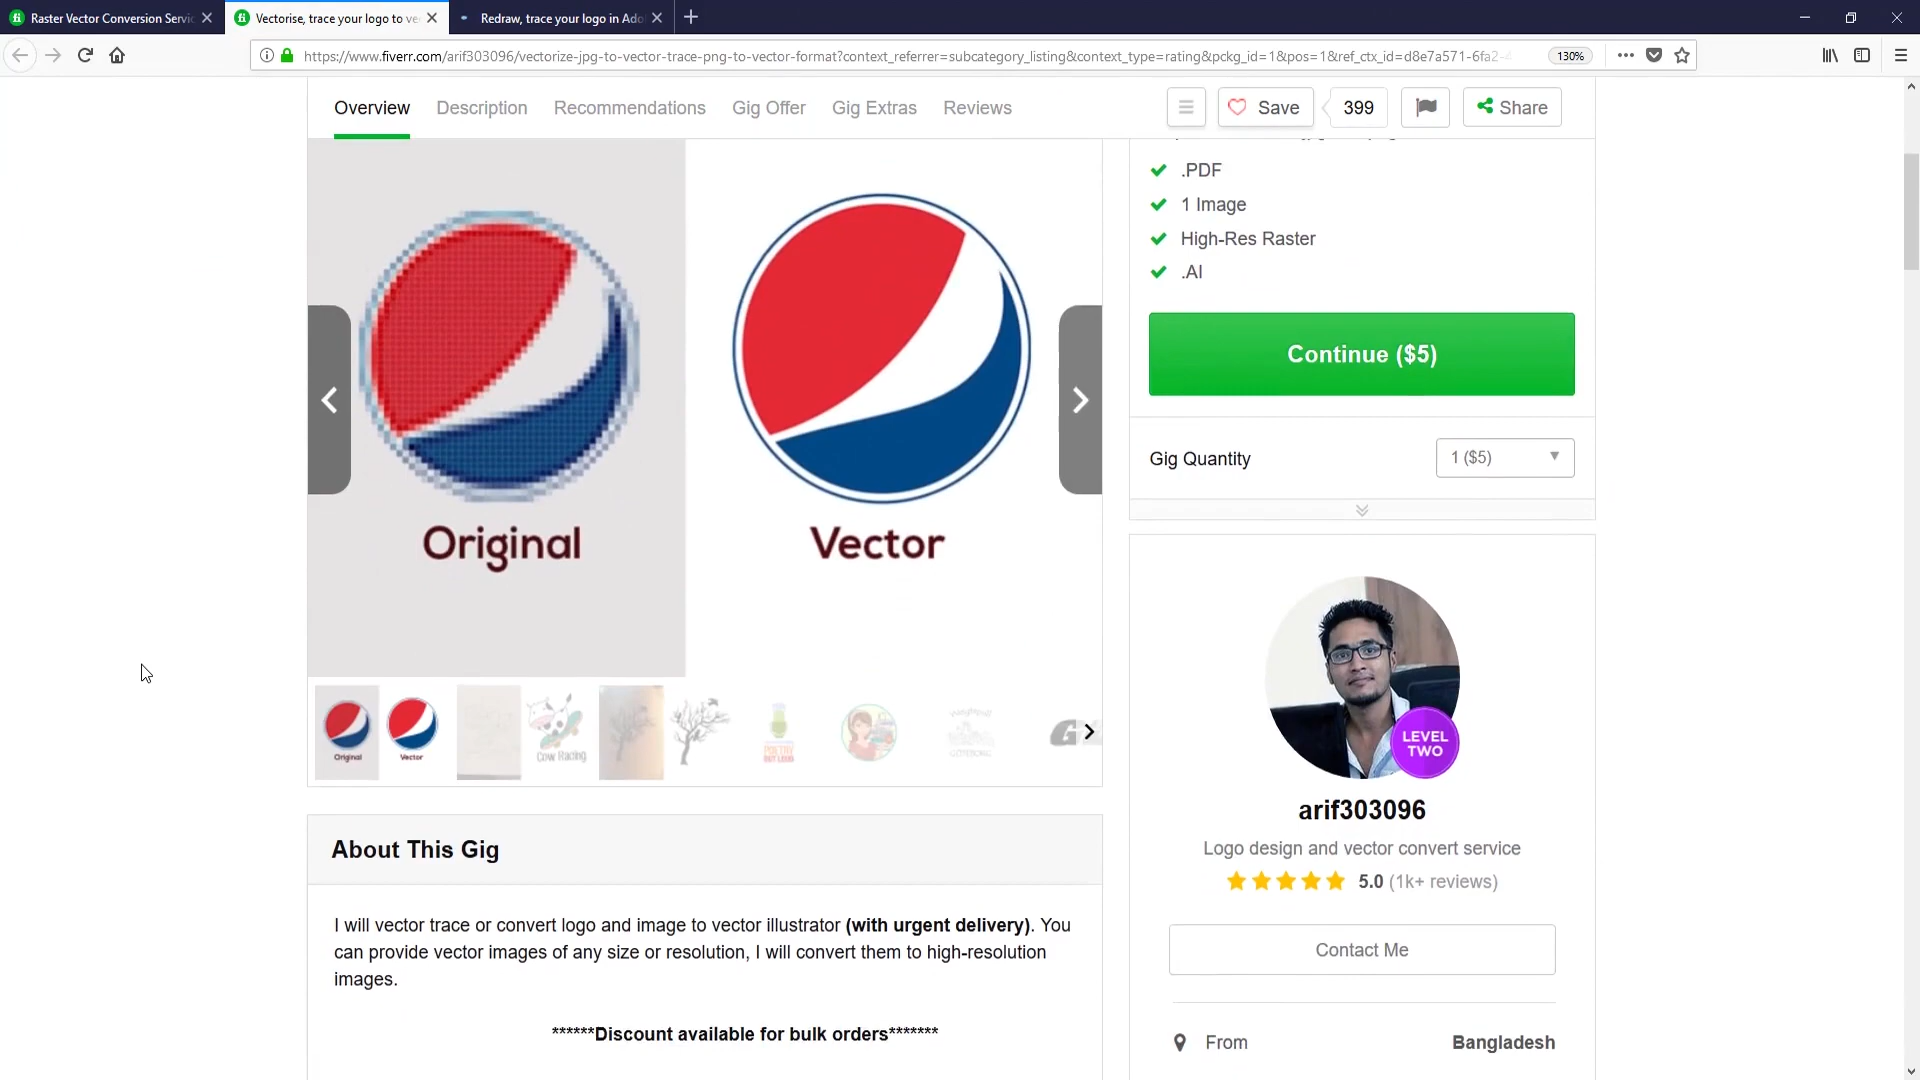 Raster Vector Conversion Servic
Vectorise, trace your logo to ve
Redraw, trace your logo in Ado
https://www.fiverr.com/arif303096/vectorize-jpg-to-vector-trace-png-to-vector-format?context_referrer=subcategory_listing&context_type=rating&pckg_id=1&pos=1&ref_ctx_id=d8e7a571-6fa2-4
130%
Overview
Description
Recommendations
Gig Offer
Gig Extras
Reviews
Save
399
Share
.PDF
1 Image
High-Res Raster
.AI
Continue ($5)
Gig Quantity
1 ($5)
Original
Vector
Original
Vector
Cow Racing
LEVEL
TWO
arif303096
Logo design and vector convert service
5.0 (1k+ reviews)
Contact Me
From
Bangladesh
About This Gig
I will vector trace or convert logo and image to vector illustrator (with urgent delivery). You
can provide vector images of any size or resolution, I will convert them to high-resolution
images.
******Discount available for bulk orders*******